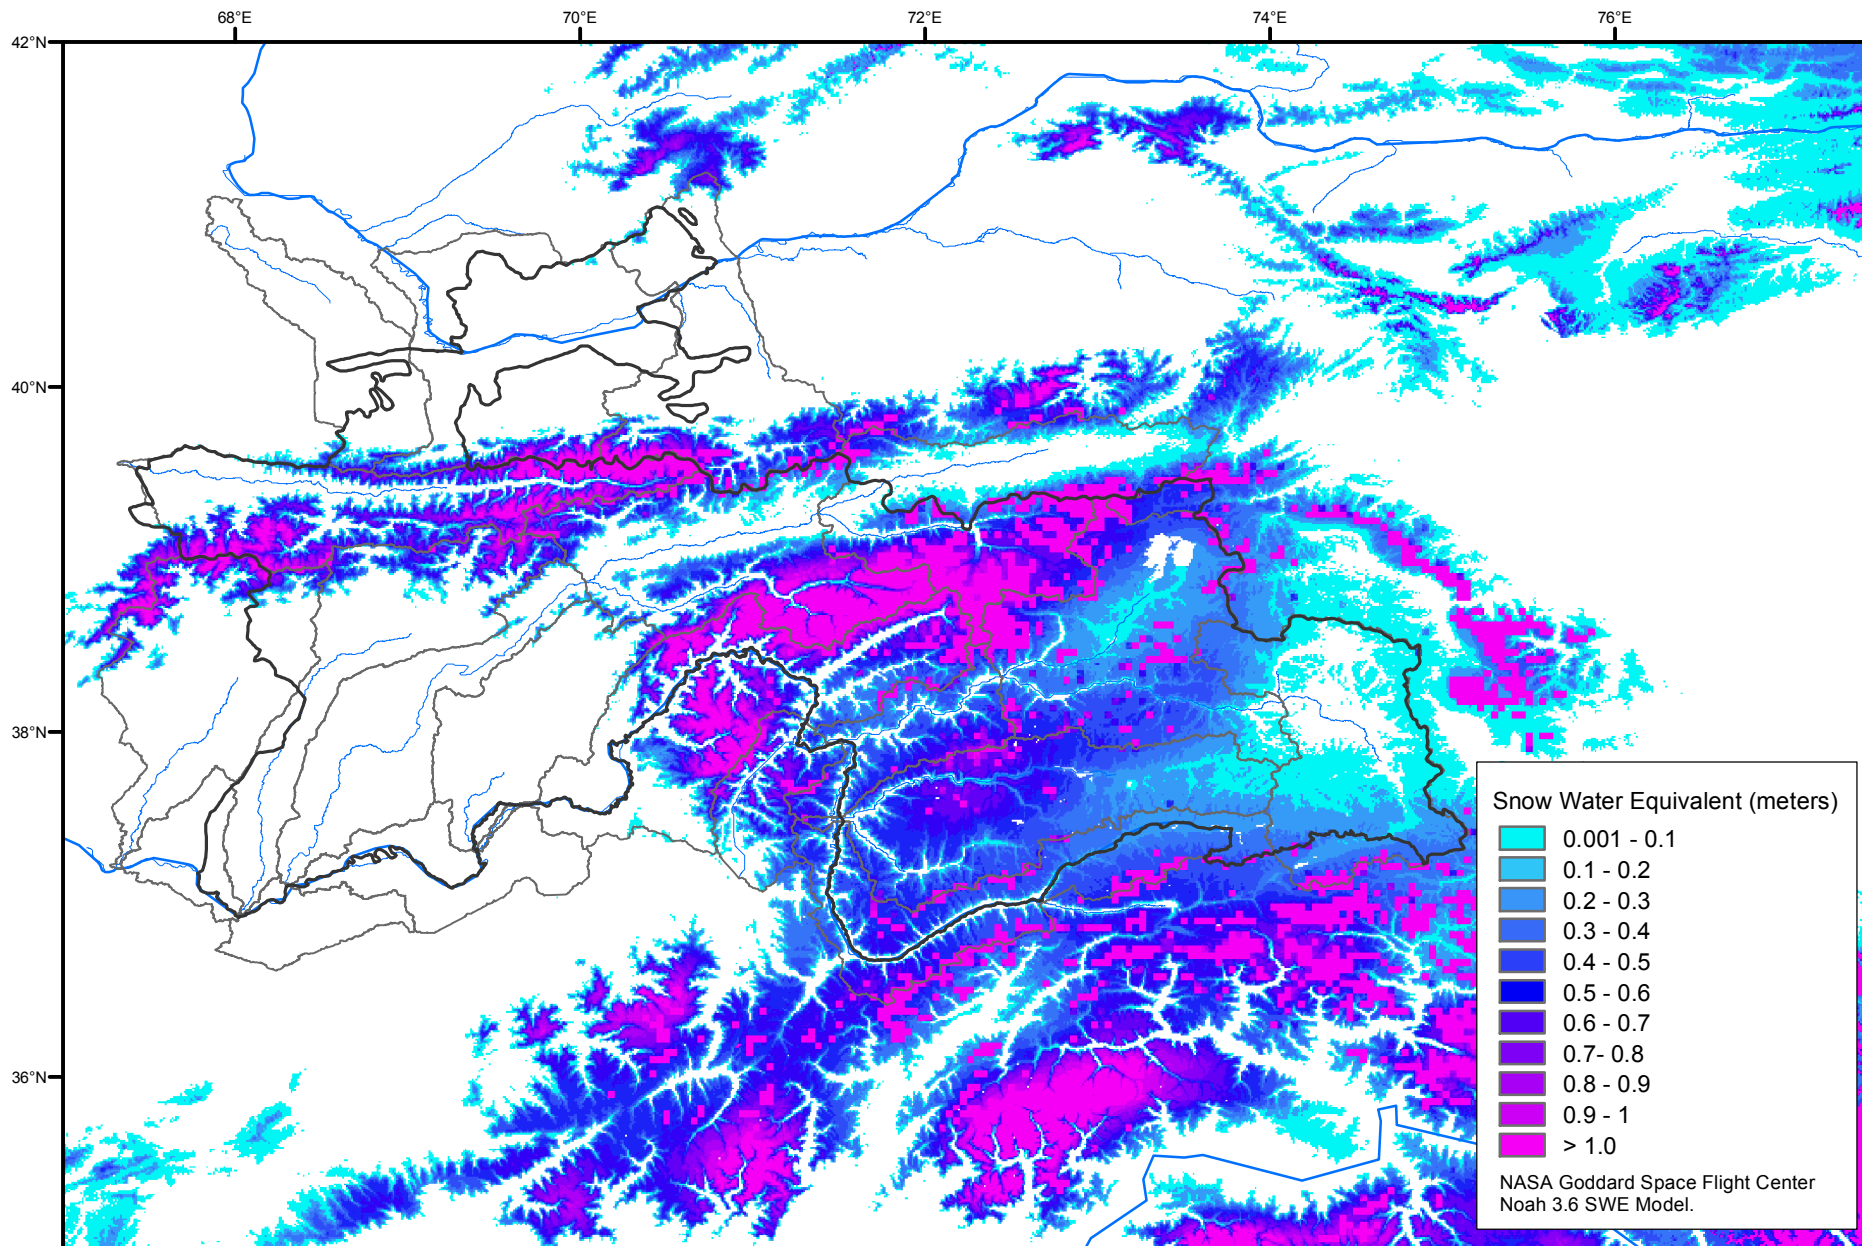 68°E 70°E 72°E 74°E 76°E
42°N
40°N
38°N
36°N
Snow Water Equivalent (meters)
0.001 - 0.1
0.1 - 0.2
0.2 - 0.3
0.3 - 0.4
0.4 - 0.5
0.5 - 0.6
0.6 - 0.7
0.7- 0.8
0.8 - 0.9
0.9 - 1
> 1.0
NASA Goddard Space Flight Center
Noah 3.6 SWE Model.